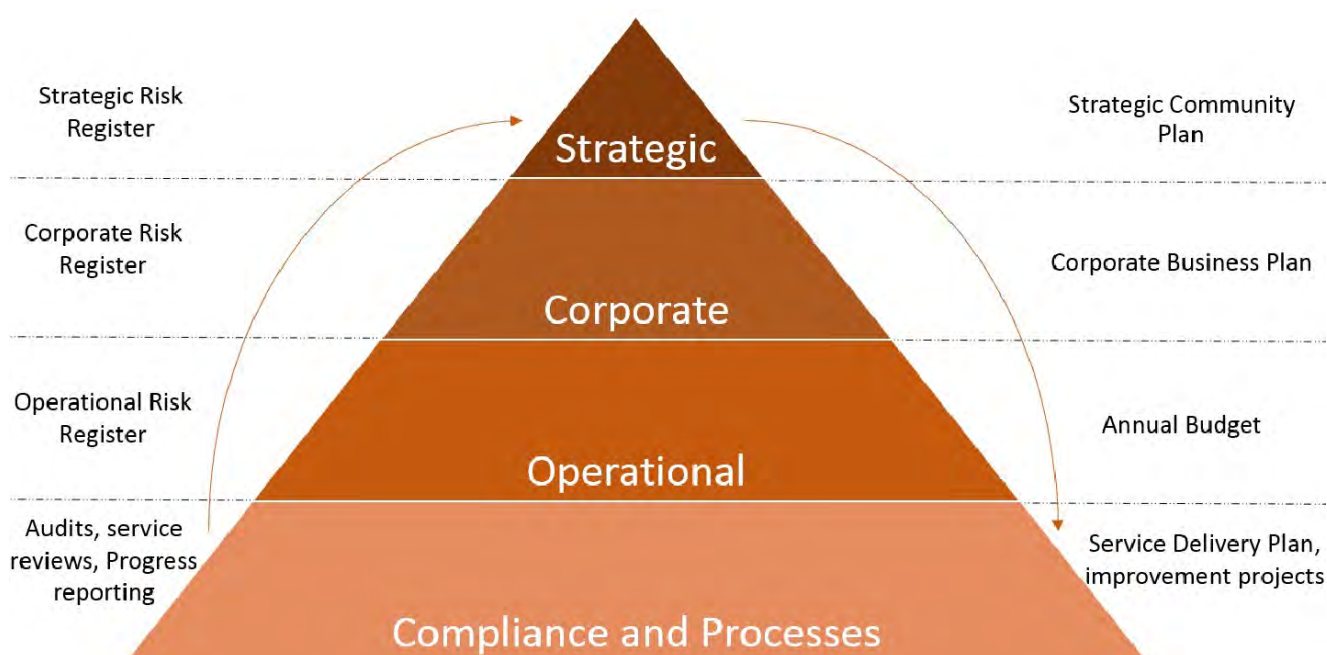 Strategic Risk
Register
Strategic
Strategic Community
Plan
Corporate Risk
Register
Corporate
Corporate Business Plan
Operational Risk
Register
Operational
Annual Budget
Audits, service
reviews, Progress
reporting
Compliance and Processes
Service Delivery Plan,
improvement projects